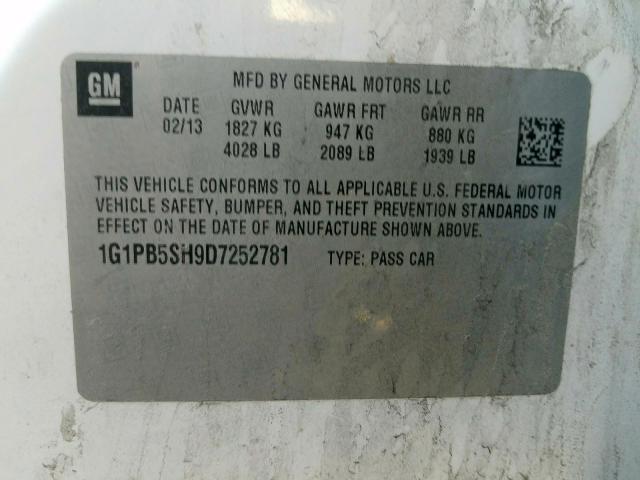 GM
MFD BY GENERAL MOTORS LLC
DATE GVWR GAWR FRT GAWR RR
02/13 1827 KG 947 KG 880 KG
4028 LB 2089 LB 1939 LB
THIS VEHICLE CONFORMS TO ALL APPLICABLE U.S. FEDERAL MOTOR
VEHICLE SAFETY, BUMPER, AND THEFT PREVENTION STANDARDS IN
EFFECT ON THE DATE OF MANUFACTURE SHOWN ABOVE.
1G1PB5SH9D7252781 TYPE: PASS CAR